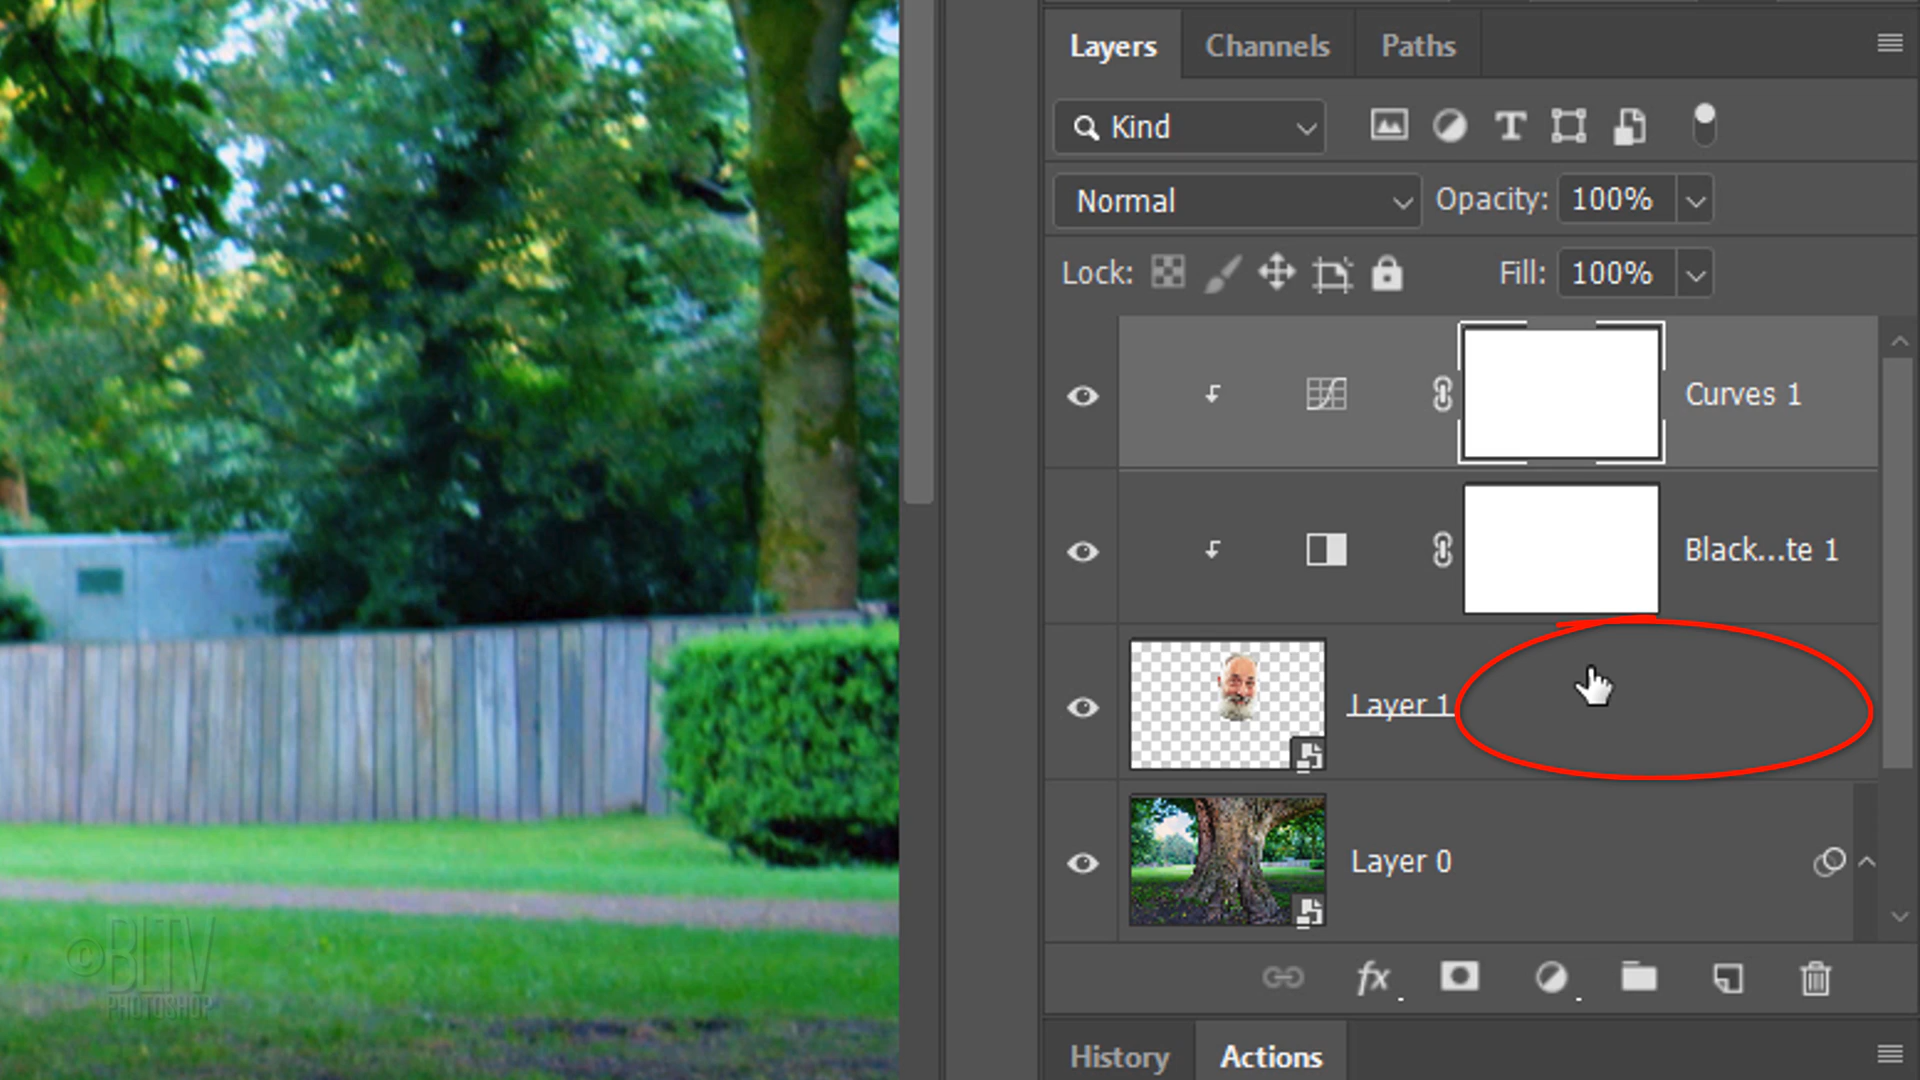 Layers Channels Paths
Kind
Normal Opacity: 100%
Lock: Fill: 100%
Curves 1
Black...te 1
Layer 1
Layer 0
fx
©BLTV
PHOTOSHOP
History Actions